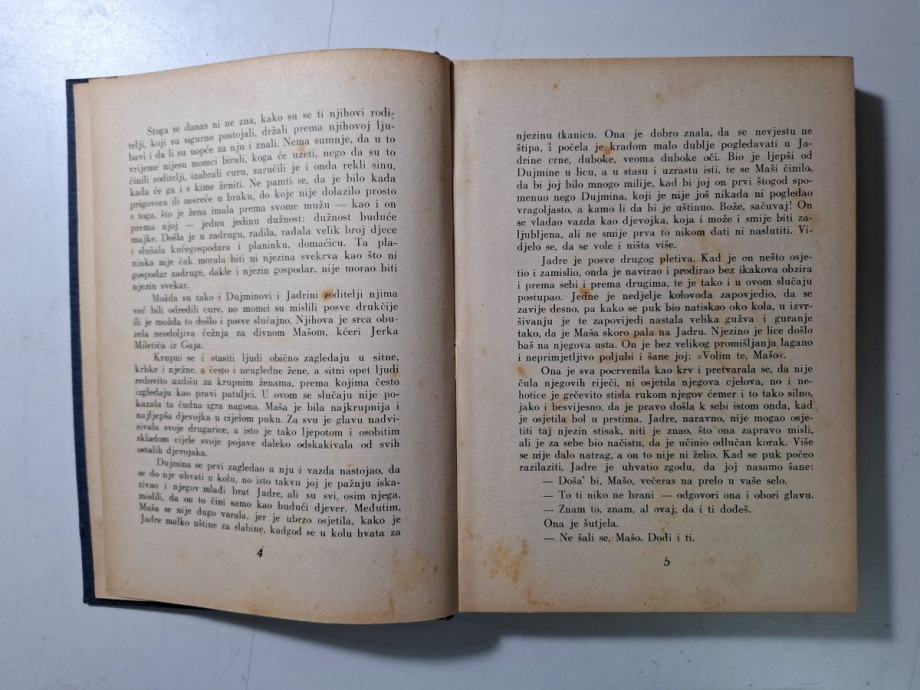 Stoga se danas ni ne zna, kako su se ti njihovi rodi-
telji, koji su sigurno postojali, držali prema njihovoj lju-
bavi i da li su uopće za nju i znali. Nema sumnje, da u to
vrijeme nijesu momci birali, koga će uzeti, nego da su to
činili roditelji, izabrali curu, zaručili je i onda rekli sinu,
kada će ga i s kime ženiti. Ne pamti se, da je bilo kada
prigovora ili nesreće u braku, do koje nije dolazilo prosto
s toga, što je žena imala prema svome mužu — kao i on
prema njoj — jednu jedinu dužnost: dužnost buduće
majke. Došla je u zadrugu, radila, rađala velik broj djece
i slušala kućegospodara i planinku, domaćicu. Ta pla-
ninka nije čak morala biti ni njezina svekrva kao što ni
gospodar zadruge, dakle i njezin gospodar, nije morao biti
njezin svekar.
Možda su tako i Dujminovi i Jadrini roditelji njima
već bili odredili cure, no momci su mislili posve drukčije
ili je možda to došlo i posve slučajno. Njihova je srca obu-
zela neodoljiva čežnja za divnom Mašom, kćeri Jerka
Miletića iz Gaja.
Krupni se i stasiti ljudi obično zagledaju u sitne,
krhke i nježne, a često i neugledne žene, a sitni opet ljudi
redovito uzdišu za krupnim ženama, prema kojima često
izgledaju kao pravi patuljci. U ovom se slučaju nije po-
kazala ta čudna igra nagona. Maša je bila najkrupnija i
najljepša djevojka u cijelom puku. Za svu je glavu nadvi-
sivala svoje drugarice, a isto je tako ljepotom i osobitim
skladom cijele svoje pojave daleko odskakivala od svih
ostalih djevojaka.
Dujmina se prvi zagledao u nju i vazda nastojao, da
se do nje uhvati u kolu, no isto takvu joj je pažnju iska-
zivao i njegov mlađi brat Jadre, ali su svi, osim njega,
mislili, da on to čini samo kao budući djever. Međutim,
Maša se nije dugo varala, jer je ubrzo osjetila, kako je
Jadre malko uštine za slabine, kadgod se u kolu hvata za
4
njezinu tkanicu. Ona je dobro znala, da se nevjestu ne
štipa, i počela je kradom malo dublje pogledavati u Ja-
drine crne, duboke, veoma duboke oči. Bio je ljepši od
Dujmine u licu, a u stasu i uzrastu isti, te se Maši činilo,
da bi joj bilo mnogo milije, kad bi joj on prvi štogod spo-
menuo nego Dujmina, koji je nije još nikada ni pogledao
vragoljasto, a kamo li da bi je uštinuo. Bože, sačuvaj! On
se vladao vazda kao djevojka, koja i može i smije biti za-
ljubljena, ali ne smije prva to nikom dati ni naslutiti. Vi-
djelo se, da se vole i ništa više.
Jadre je posve drugog pletiva. Kad je on nešto osje-
tio i zamislio, onda je navirao i prodirao bez ikakova obzira
i prema sebi i prema drugima, te je tako i u ovom slučaju
postupao. Jedne je nedjelje kolovođa zapovjedio, da se
zavije desno, pa kako se puk bio natiskao oko kola, u izvr-
šivanju je te zapovjedi nastala velika gužva i guranje
tako, da je Maša skoro pala na Jadru. Njezino je lice došlo
baš na njegova usta. On je bez velikog promišljanja lagano
i neprimjetljivo poljubi i šane joj: »Volim te, Mašo«.
Ona je sva pocrvenila kao krv i pretvarala se, da nije
čula njegovih riječi, ni osjetila njegova cjelova, no i ne-
hotice je grčevito stisla rukom njegov ćemer i to tako silno,
jako i besvijesno, da je pravo došla k sebi istom onda, kad
je osjetila bol u prstima. Jadre, naravno, nije mogao osje-
titi taj njezin stisak, niti je znao, što ona zapravo misli,
ali je za sebe bio načistu, da je učinio odlučan korak. Više
se nije dalo natrag, a on to nije ni želio. Kad se puk počeo
razilaziti, Jadre je uhvatio zgodu, da joj nasamo šane:
— Doša' bi, Mašo, večeras na prelo u vaše selo.
— To ti niko ne brani — odgovori ona i obori glavu.
— Znam to, znam, al ovaj, da i ti dođeš.
Ona je šutjela.
— Ne šali se, Mašo. Dođi i ti.
5